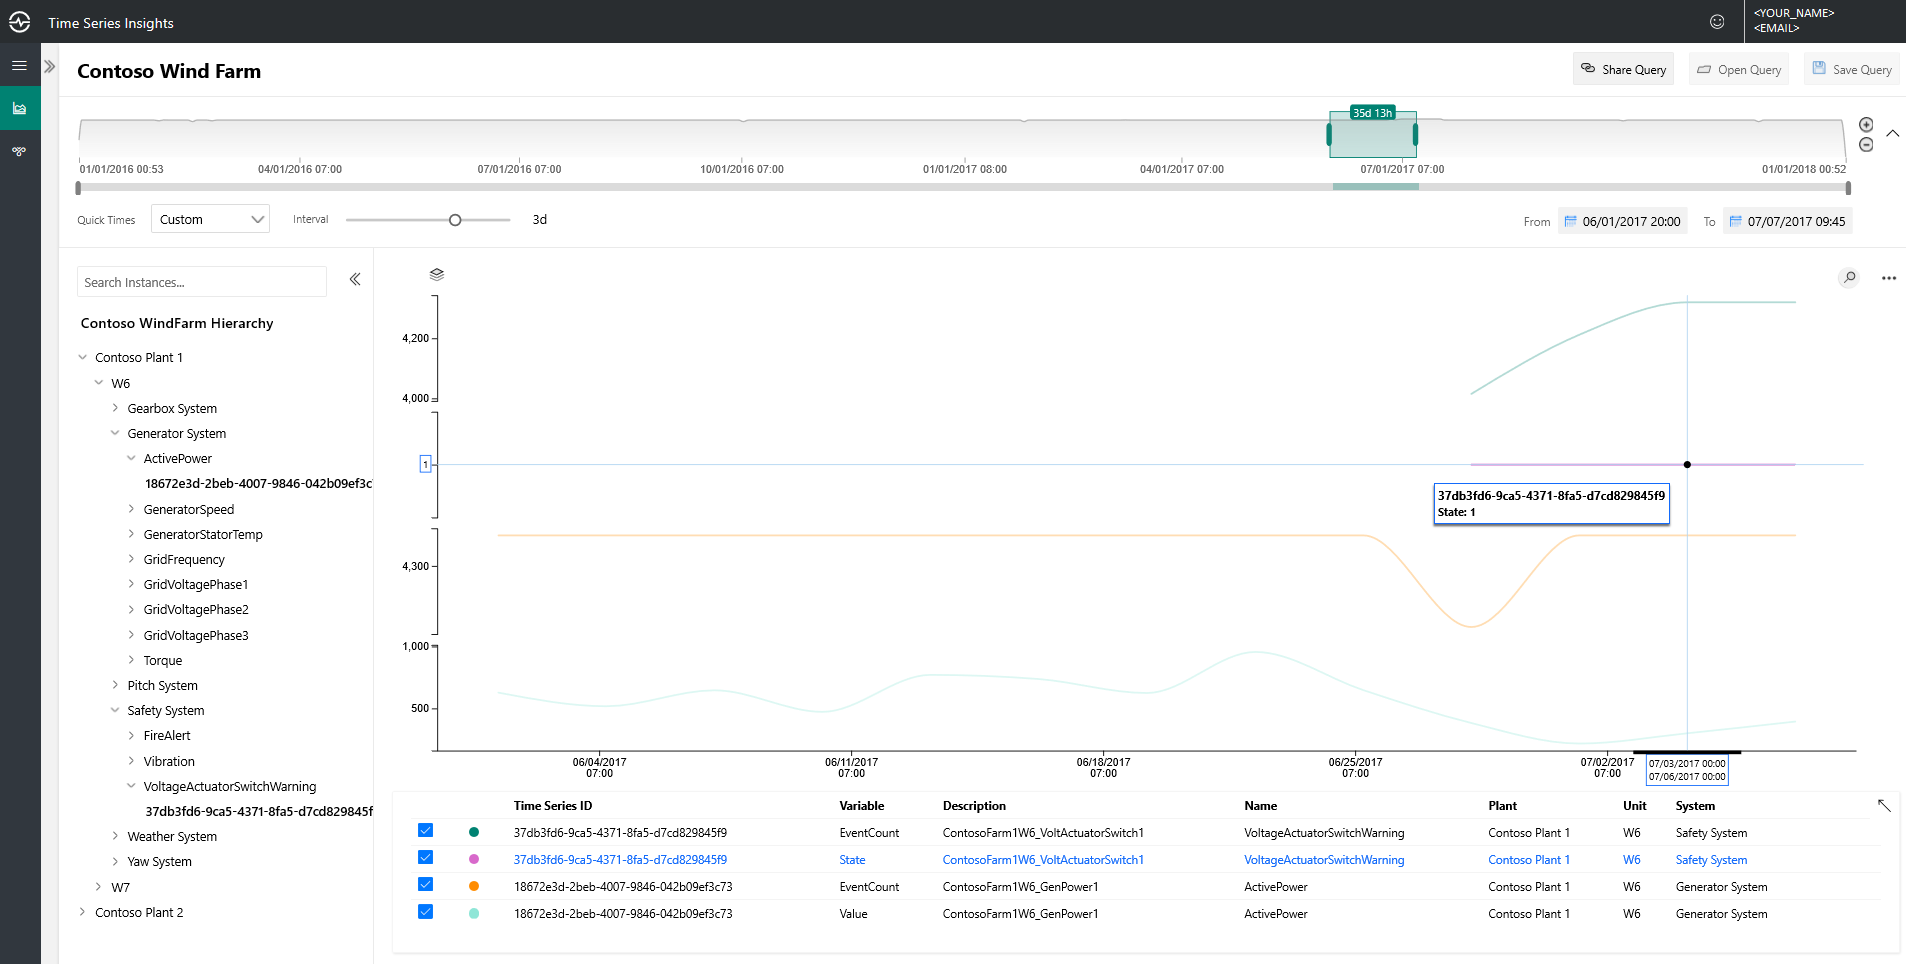 Time Series Insights
<YOUR_NAME>
<EMAIL>
Contoso Wind Farm
Share Query
Open Query
Save Query
35d 13h
01/01/2016 00:53
04/01/2016 07:00
07/01/2016 07:00
10/01/2016 07:00
01/01/2017 08:00
04/01/2017 07:00
07/01/2017 07:00
01/01/2018 00:52
Quick Times
Custom
Interval
3d
From
06/01/2017 20:00
To
07/07/2017 09:45
Search Instances...
Contoso WindFarm Hierarchy
Contoso Plant 1
W6
Gearbox System
Generator System
ActivePower
18672e3d-2beb-4007-9846-042b09ef3c
GeneratorSpeed
GeneratorStatorTemp
GridFrequency
GridVoltagePhase1
GridVoltagePhase2
GridVoltagePhase3
Torque
Pitch System
Safety System
FireAlert
Vibration
VoltageActuatorSwitchWarning
37db3fd6-9ca5-4371-8fa5-d7cd829845f
Weather System
Yaw System
W7
Contoso Plant 2
4,200
4,000
1
37db3fd6-9ca5-4371-8fa5-d7cd829845f9
State: 1
4,300
1,000
500
06/04/2017
07:00
06/11/2017
07:00
06/18/2017
07:00
06/25/2017
07:00
07/02/2017
07:00
07/03/2017 00:00
07/06/2017 00:00
Time Series ID Variable Description Name Plant Unit System
37db3fd6-9ca5-4371-8fa5-d7cd829845f9 EventCount ContosoFarm1W6_VoltActuatorSwitch1 VoltageActuatorSwitchWarning Contoso Plant 1 W6 Safety System
37db3fd6-9ca5-4371-8fa5-d7cd829845f9 State ContosoFarm1W6_VoltActuatorSwitch1 VoltageActuatorSwitchWarning Contoso Plant 1 W6 Safety System
18672e3d-2beb-4007-9846-042b09ef3c73 EventCount ContosoFarm1W6_GenPower1 ActivePower Contoso Plant 1 W6 Generator System
18672e3d-2beb-4007-9846-042b09ef3c73 Value ContosoFarm1W6_GenPower1 ActivePower Contoso Plant 1 W6 Generator System